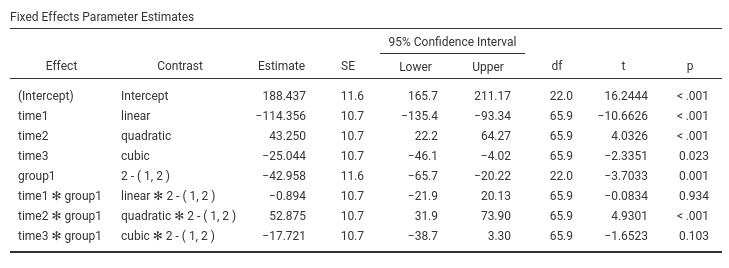 Fixed Effects Parameter Estimates
95% Confidence Interval
Effect Contrast Estimate SE Lower Upper df t p
(Intercept) Intercept 188.437 11.6 165.7 211.17 22.0 16.2444 < .001
time1 linear −114.356 10.7 −135.4 −93.34 65.9 −10.6626 < .001
time2 quadratic 43.250 10.7 22.2 64.27 65.9 4.0326 < .001
time3 cubic −25.044 10.7 −46.1 −4.02 65.9 −2.3351 0.023
group1 2 - ( 1, 2 ) −42.958 11.6 −65.7 −20.22 22.0 −3.7033 0.001
time1 ✻ group1 linear ✻ 2 - ( 1, 2 ) −0.894 10.7 −21.9 20.13 65.9 −0.0834 0.934
time2 ✻ group1 quadratic ✻ 2 - ( 1, 2 ) 52.875 10.7 31.9 73.90 65.9 4.9301 < .001
time3 ✻ group1 cubic ✻ 2 - ( 1, 2 ) −17.721 10.7 −38.7 3.30 65.9 −1.6523 0.103